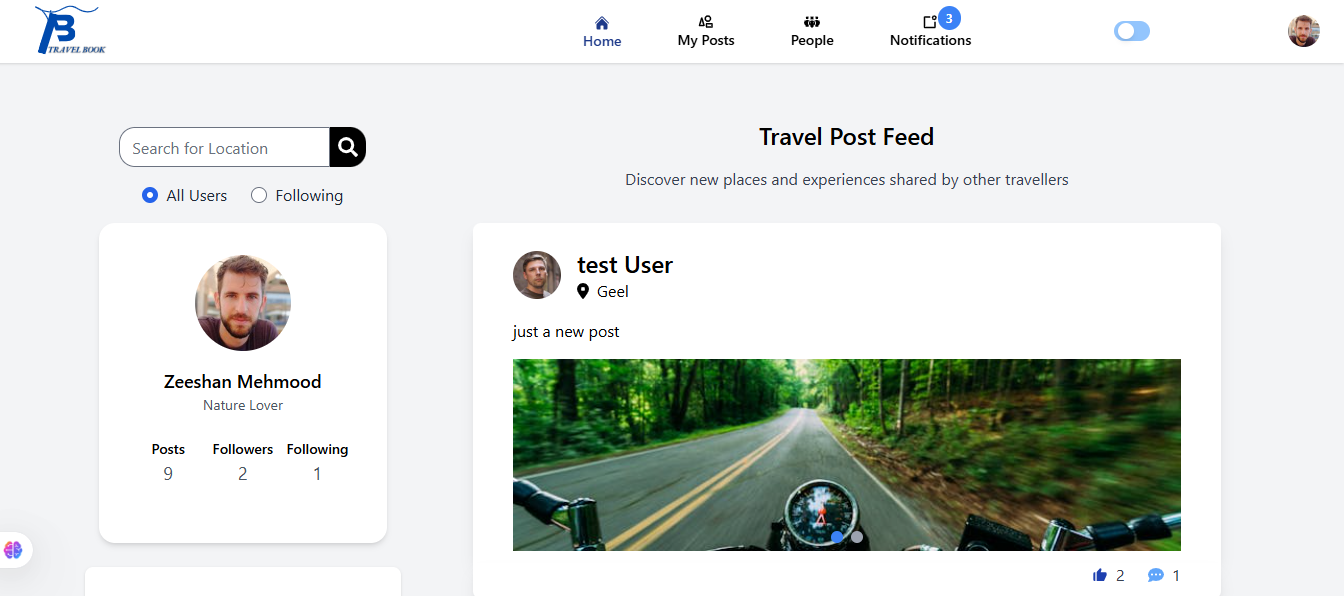 B
TRAVEL BOOK
Home
My Posts
People
Notifications
3
Search for Location
All Users
Following
Zeeshan Mehmood
Nature Lover
Posts Followers Following
9 2 1
Travel Post Feed
Discover new places and experiences shared by other travellers
test User
Geel
just a new post
2 1